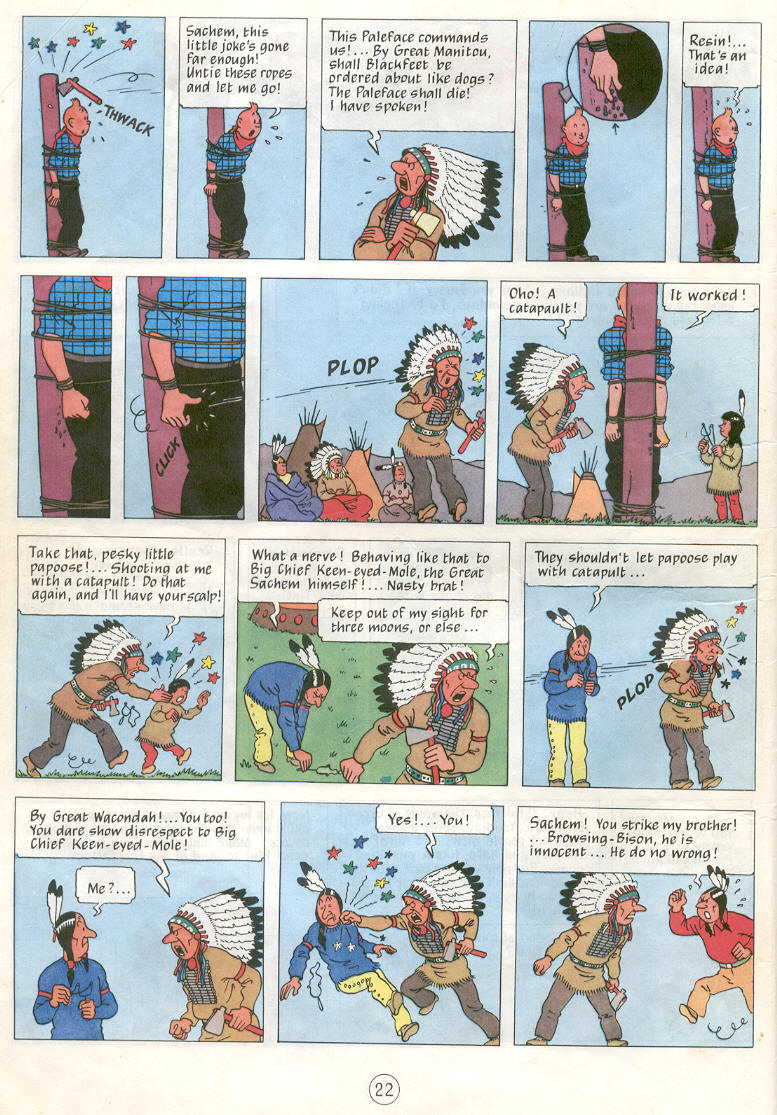 THWACK
Sachem, this
little joke's gone
far enough!
Untie these ropes
and let me go!
This Paleface commands
us!... By Great Manitou,
shall Blackfeet be
ordered about like dogs?
The Paleface shall die!
I have spoken!
Resin!...
That's an
idea!
CLICK
PLOP
Oho! A
catapault!
It worked!
Take that, pesky little
papoose!... Shooting at me
with a catapult! Do that
again, and I'll have your scalp!
What a nerve! Behaving like that to
Big Chief Keen-eyed-Mole, the Great
Sachem himself!... Nasty brat!
Keep out of my sight for
three moons, or else...
They shouldn't let papoose play
with catapult...
PLOP
By Great Wacondah!...You too!
You dare show disrespect to Big
Chief Keen-eyed-Mole!
Me?...
Yes!...You!
Sachem! You strike my brother!
...Browsing-Bison, he is
innocent... He do no wrong!
22